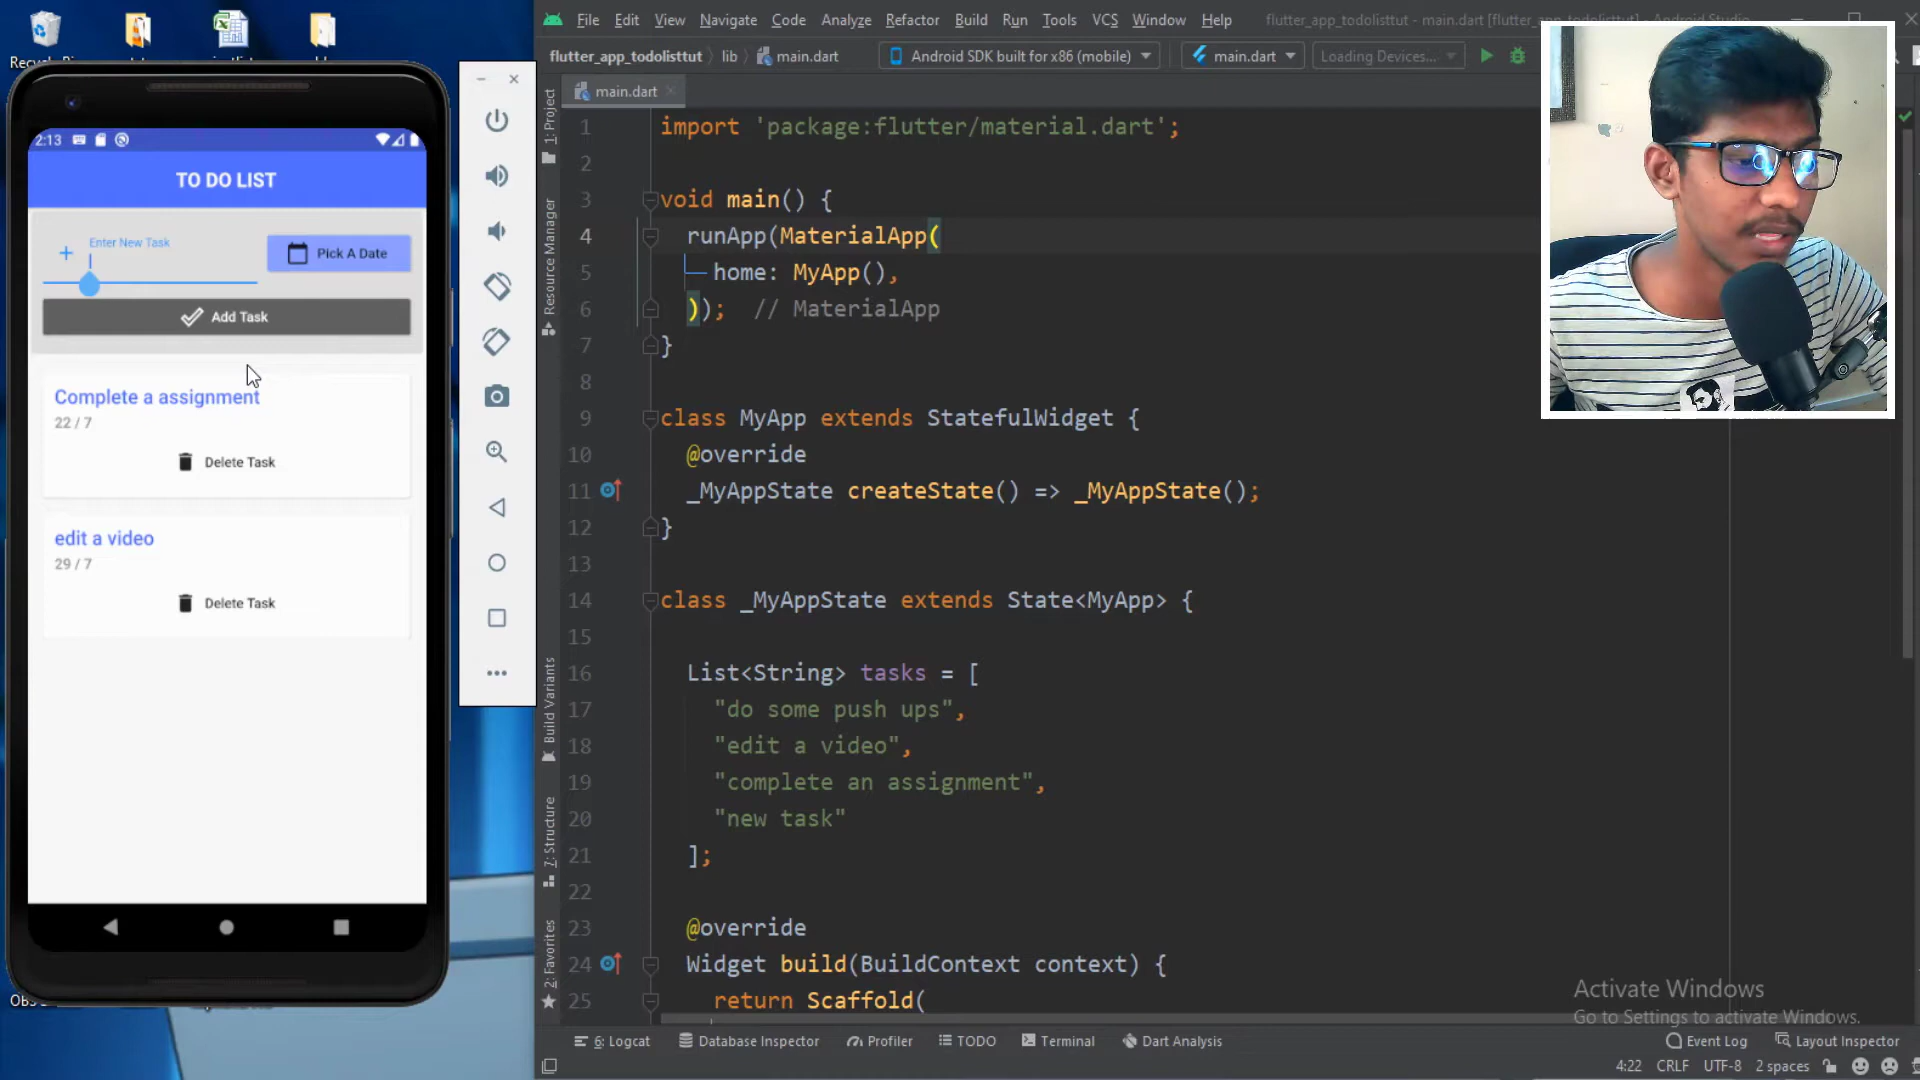 File Edit View Navigate Code Analyze Refactor Build Run Tools VCS Window Help flutter_app_todolisttut - main.dart [flutter_app_todolisttut] - Android Studio
flutter_app_todolisttut lib main.dart Android SDK built for x86 (mobile) main.dart Loading Devices...
main.dart
2:13
TO DO LIST
Enter New Task
Pick A Date
Add Task
Complete a assignment
22 / 7
Delete Task
edit a video
29 / 7
Delete Task
1: Project
Resource Manager
Build Variants
7: Structure
2: Favorites
1 import 'package:flutter/material.dart';
2
3 void main() {
4 runApp(MaterialApp(
5 home: MyApp(),
6 )); // MaterialApp
7 }
8
9 class MyApp extends StatefulWidget {
10 @override
11 _MyAppState createState() => _MyAppState();
12 }
13
14 class _MyAppState extends State<MyApp> {
15
16 List<String> tasks = [
17 "do some push ups",
18 "edit a video",
19 "complete an assignment",
20 "new task"
21 ];
22
23 @override
24 Widget build(BuildContext context) {
25 return Scaffold(
Activate Windows
Go to Settings to activate Windows.
6: Logcat Database Inspector Profiler TODO Terminal Dart Analysis Event Log Layout Inspector
4:22 CRLF UTF-8 2 spaces